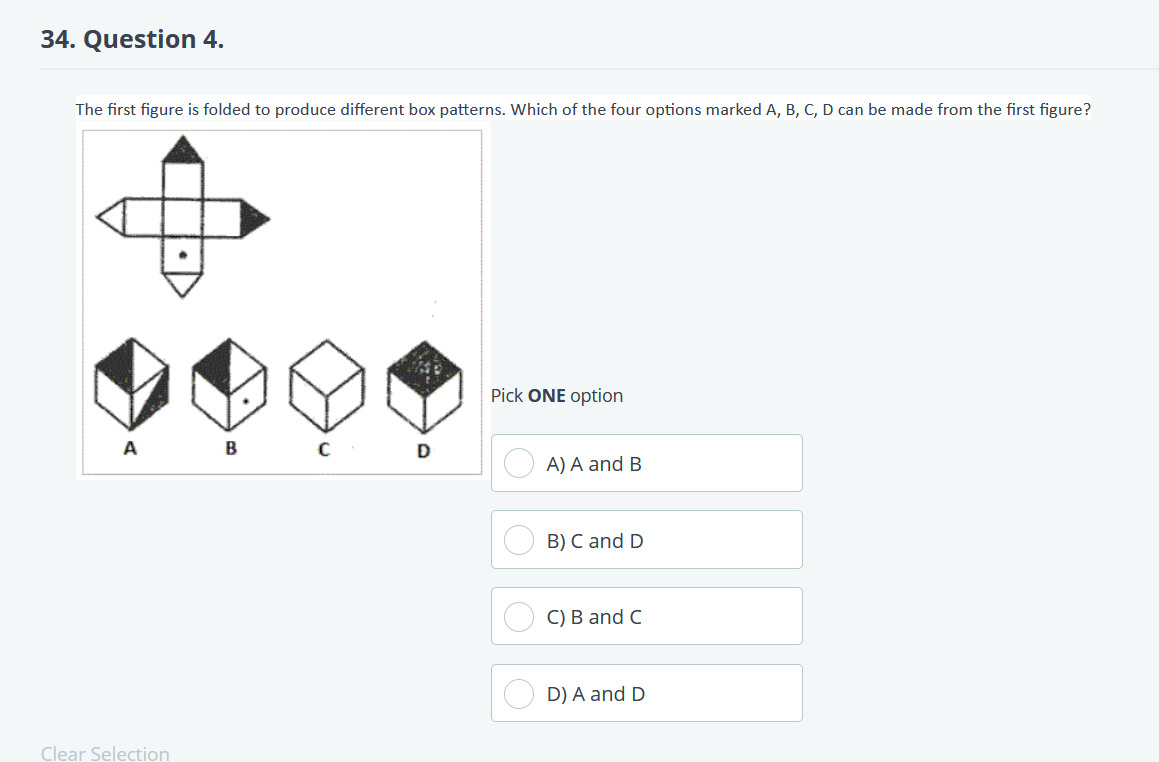 34. Question 4.
The first figure is folded to produce different box patterns. Which of the four options marked A, B, C, D can be made from the first figure?
A B C D
Pick ONE option
A) A and B
B) C and D
C) B and C
D) A and D
Clear Selection